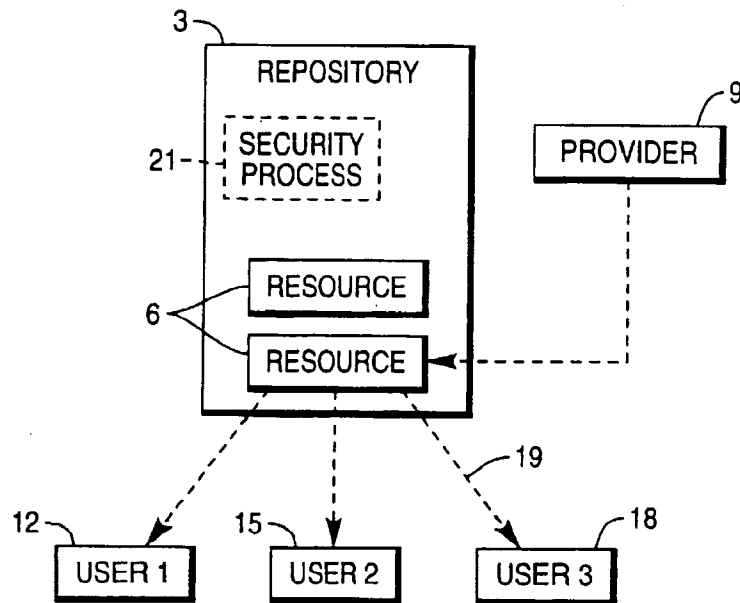 3
REPOSITORY
9
21
SECURITY
PROCESS
PROVIDER
RESOURCE
6
RESOURCE
19
12
15
18
USER 1
USER 2
USER 3